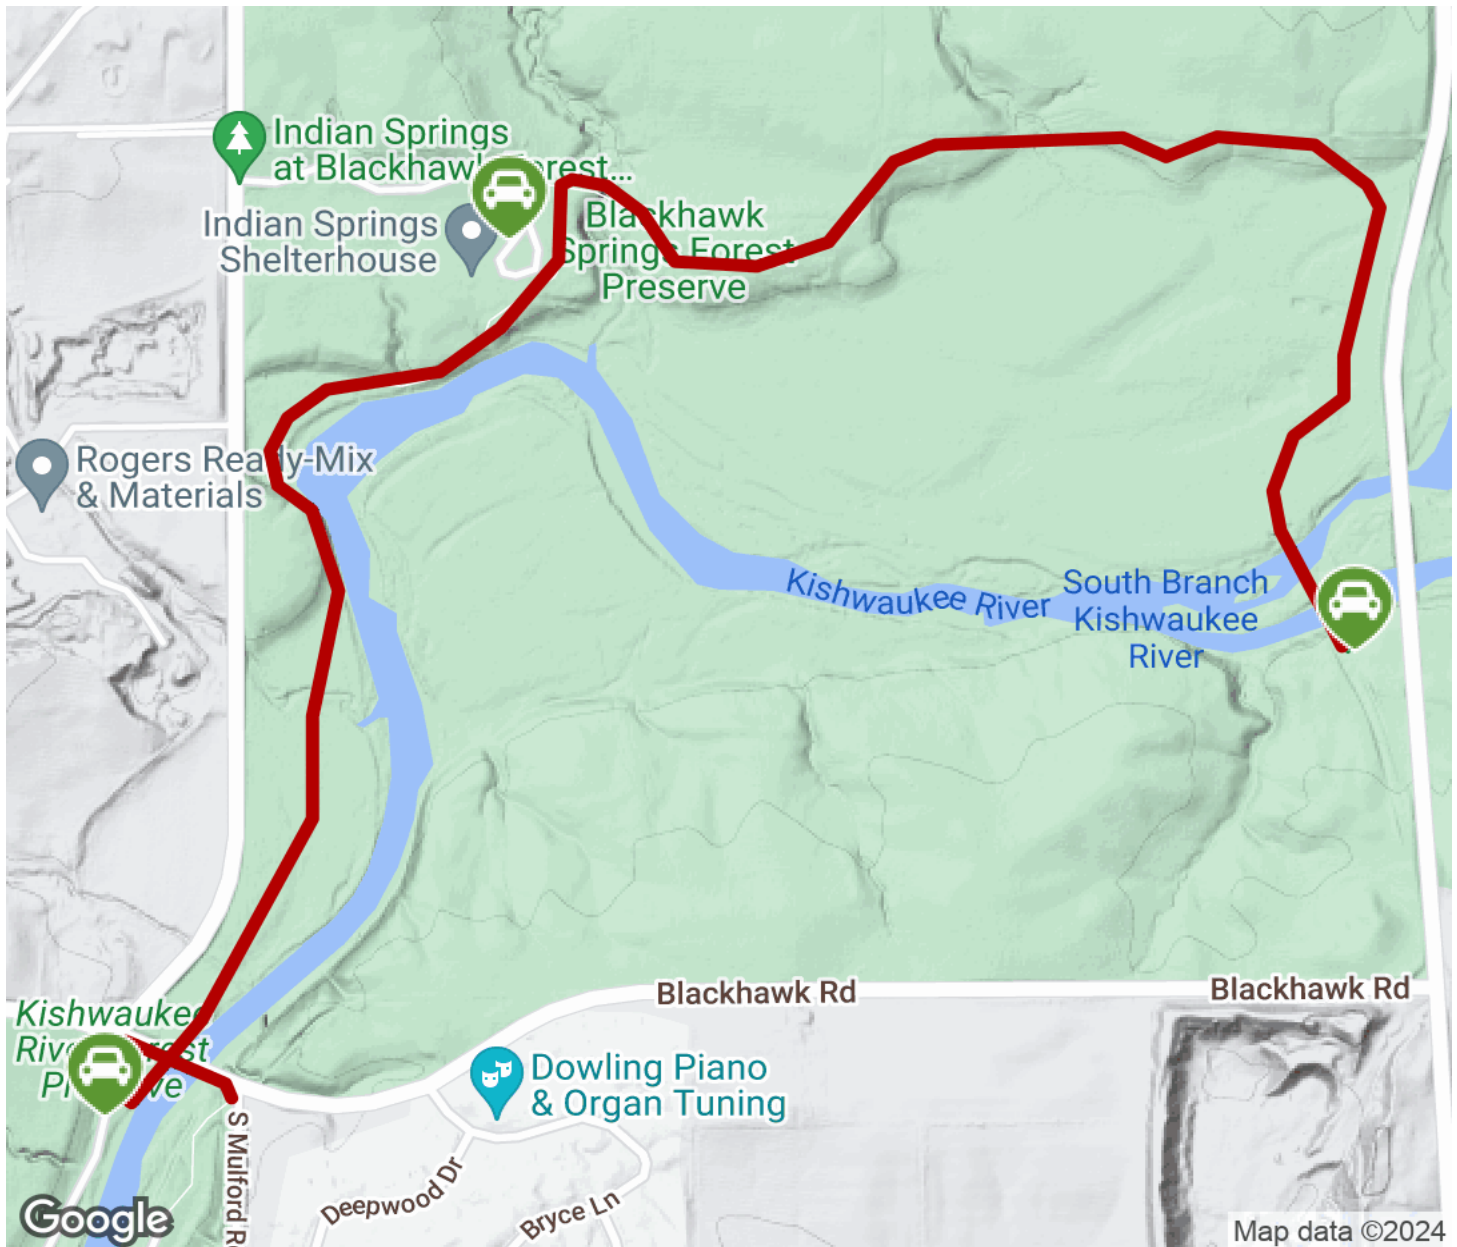 Indian Springs
at Blackhawk Forest...
Indian Springs
Shelterhouse
Blackhawk
Springs Forest
Preserve
Rogers Ready-Mix
& Materials
Kishwaukee River
South Branch
Kishwaukee
River
Blackhawk Rd
Blackhawk Rd
Kishwaukee
River Forest
Preserve
Dowling Piano
& Organ Tuning
S Mulford Rd
Deepwood Dr
Bryce Ln
Google
Map data ©2024